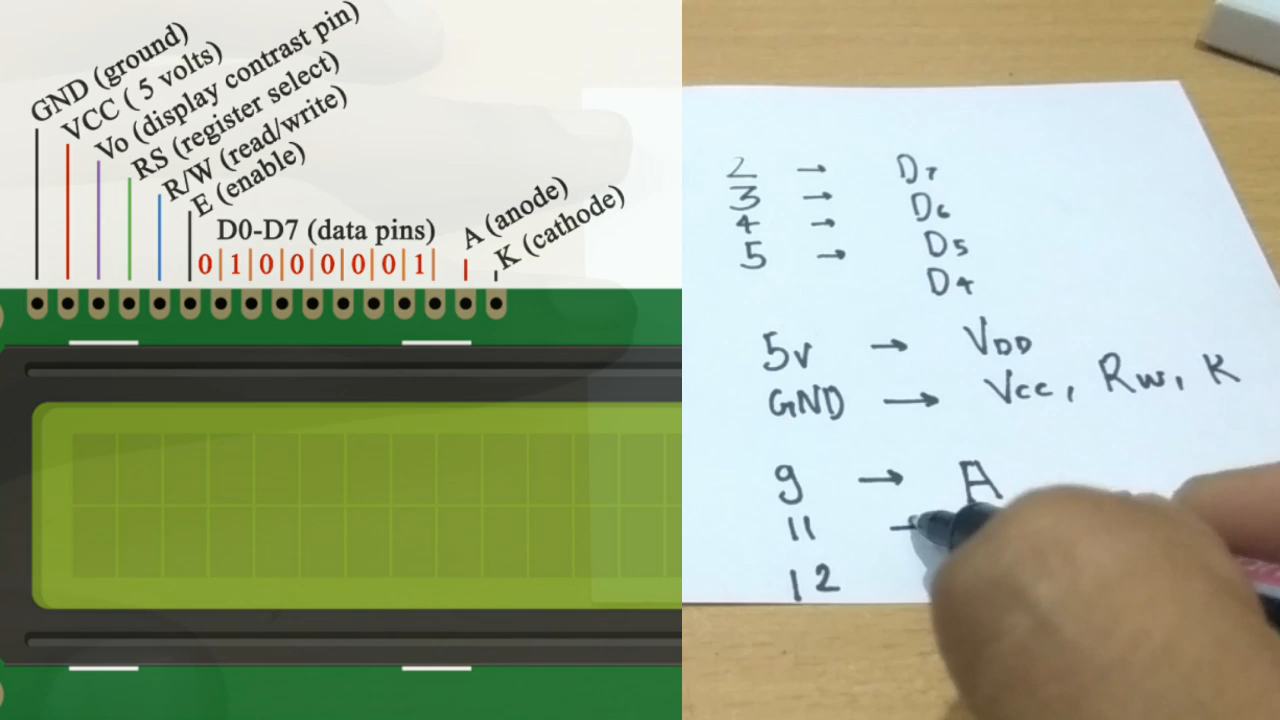 GND (ground)
VCC ( 5 volts)
Vo (display contrast pin)
RS (register select)
R/W (read/write)
E (enable)
D0-D7 (data pins)
A (anode)
K (cathode)
0 1 0 0 0 0 0 1
2 → D7
3 → D6
4 → D5
5 → D4
5v → VDD
GND → Vcc, Rw, K
9 → A
11
12